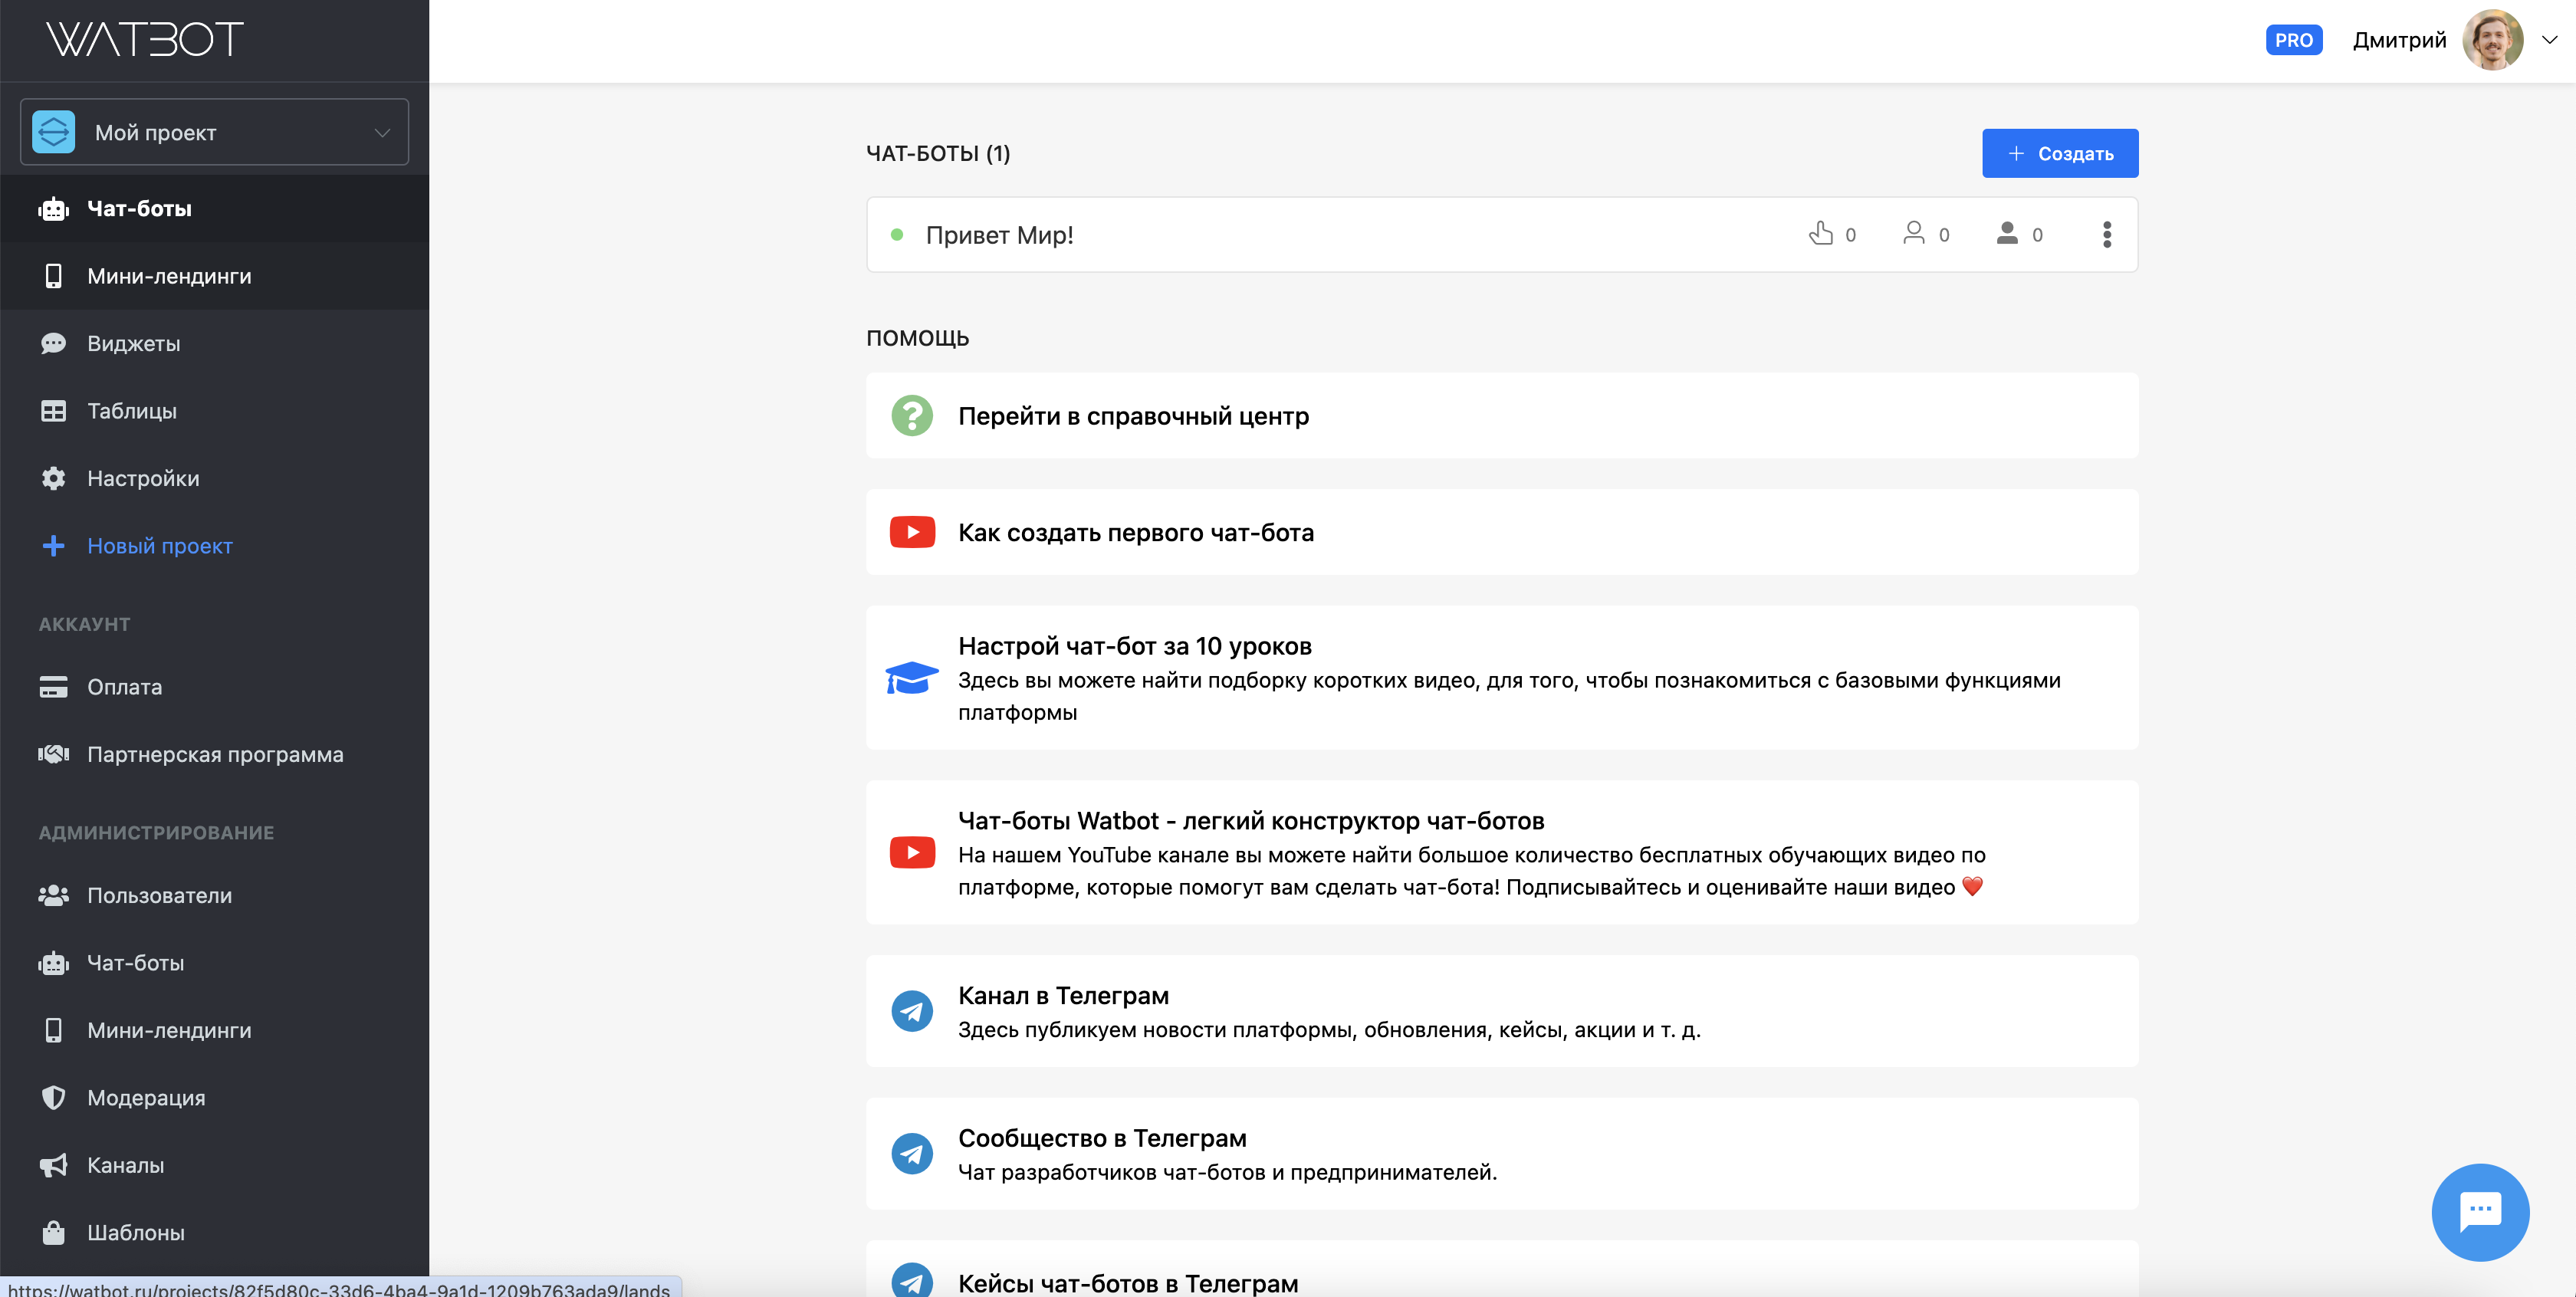 WATBOT
PRO
Дмитрий
Мой проект
Чат-боты
Мини-лендинги
Виджеты
Таблицы
Настройки
Новый проект
АККАУНТ
Оплата
Партнерская программа
АДМИНИСТРИРОВАНИЕ
Пользователи
Чат-боты
Мини-лендинги
Модерация
Каналы
Шаблоны
https://watbot.ru/projects/82f5d80c-33d6-4ba4-9a1d-1209b763ada9/lands
ЧАТ-БОТЫ (1)
Создать
Привет Мир!
0 0 0
ПОМОЩЬ
Перейти в справочный центр
Как создать первого чат-бота
Настрой чат-бот за 10 уроков
Здесь вы можете найти подборку коротких видео, для того, чтобы познакомиться с базовыми функциями
платформы
Чат-боты Watbot - легкий конструктор чат-ботов
На нашем YouTube канале вы можете найти большое количество бесплатных обучающих видео по
платформе, которые помогут вам сделать чат-бота! Подписывайтесь и оценивайте наши видео ❤️
Канал в Телеграм
Здесь публикуем новости платформы, обновления, кейсы, акции и т. д.
Сообщество в Телеграм
Чат разработчиков чат-ботов и предпринимателей.
Кейсы чат-ботов в Телеграм